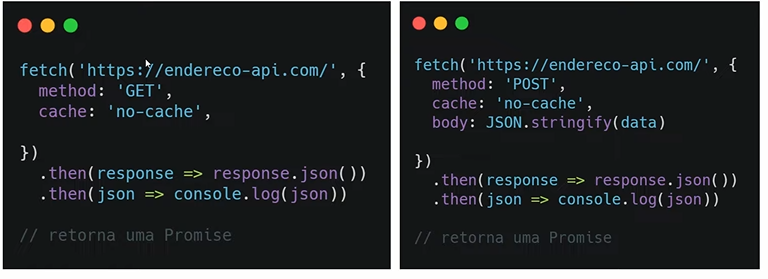 fetch('https://endereco-api.com/', {
  method: 'GET',
  cache: 'no-cache',

})
  .then(response => response.json())
  .then(json => console.log(json))

// retorna uma Promise

fetch('https://endereco-api.com/', {
  method: 'POST',
  cache: 'no-cache',
  body: JSON.stringify(data)

})
  .then(response => response.json())
  .then(json => console.log(json))

// retorna uma Promise